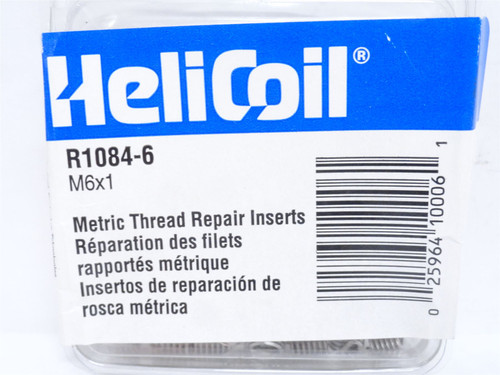 HeliCoil®
R1084-6
M6x1
Metric Thread Repair Inserts
Réparation des filets
rapportés métrique
Insertos de reparación de
rosca métrica
0 25964 10006 1